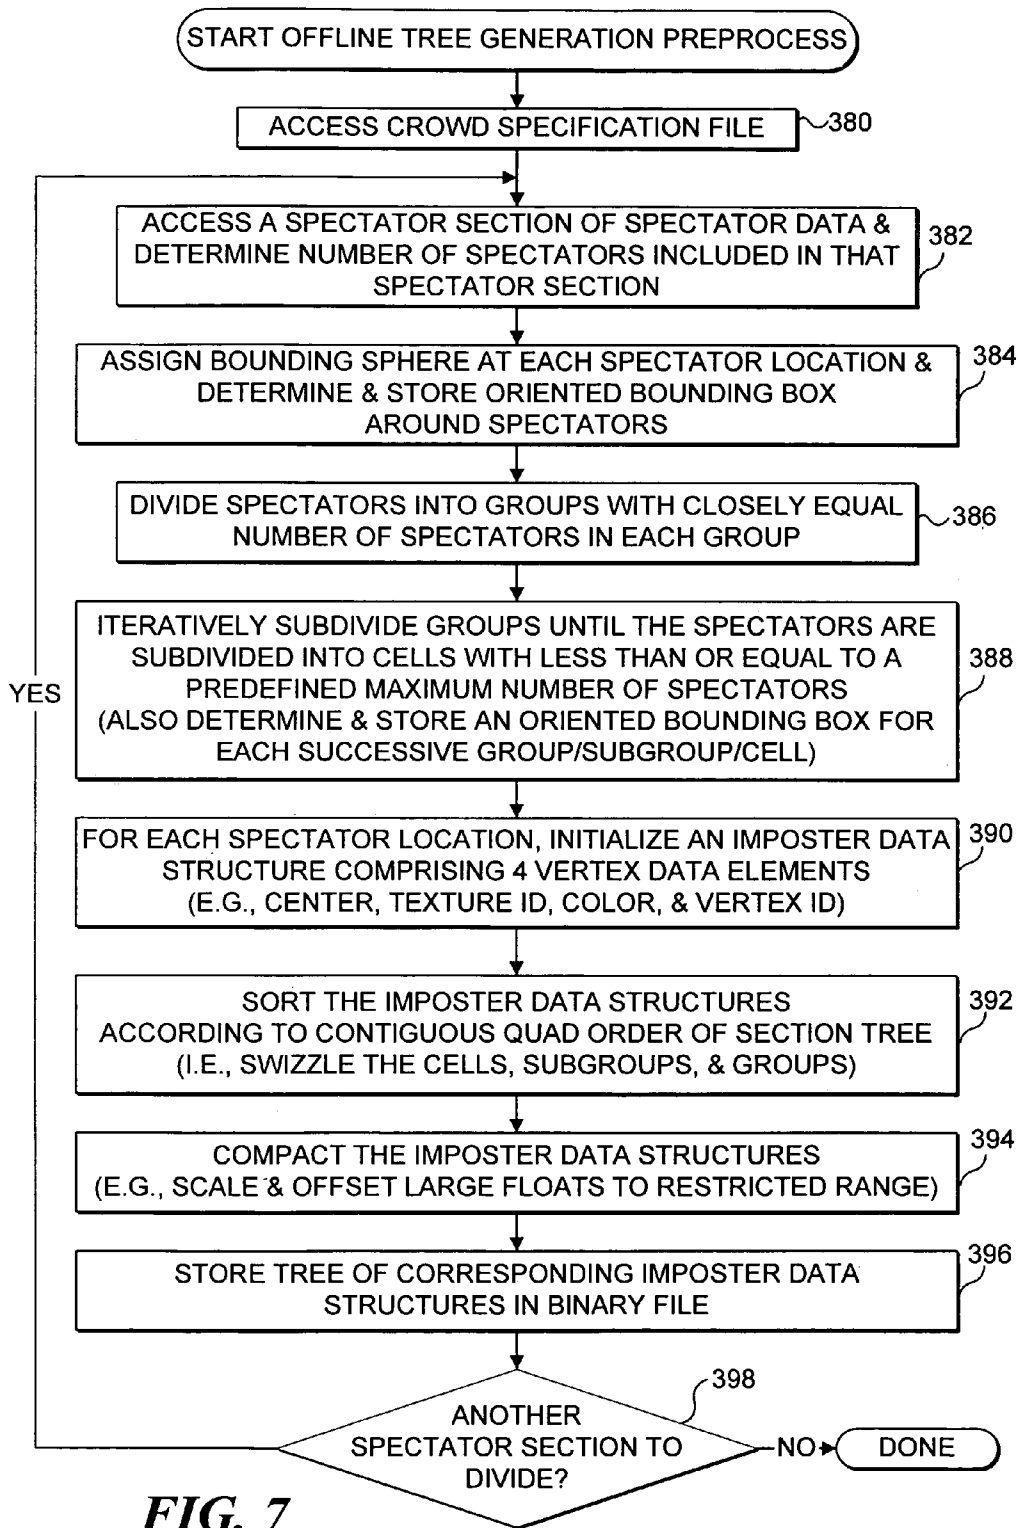 START OFFLINE TREE GENERATION PREPROCESS
ACCESS CROWD SPECIFICATION FILE
380
ACCESS A SPECTATOR SECTION OF SPECTATOR DATA &
DETERMINE NUMBER OF SPECTATORS INCLUDED IN THAT
SPECTATOR SECTION
382
ASSIGN BOUNDING SPHERE AT EACH SPECTATOR LOCATION &
DETERMINE & STORE ORIENTED BOUNDING BOX
AROUND SPECTATORS
384
DIVIDE SPECTATORS INTO GROUPS WITH CLOSELY EQUAL
NUMBER OF SPECTATORS IN EACH GROUP
386
ITERATIVELY SUBDIVIDE GROUPS UNTIL THE SPECTATORS ARE
SUBDIVIDED INTO CELLS WITH LESS THAN OR EQUAL TO A
PREDEFINED MAXIMUM NUMBER OF SPECTATORS
(ALSO DETERMINE & STORE AN ORIENTED BOUNDING BOX FOR
EACH SUCCESSIVE GROUP/SUBGROUP/CELL)
388
YES
FOR EACH SPECTATOR LOCATION, INITIALIZE AN IMPOSTER DATA
STRUCTURE COMPRISING 4 VERTEX DATA ELEMENTS
(E.G., CENTER, TEXTURE ID, COLOR, & VERTEX ID)
390
SORT THE IMPOSTER DATA STRUCTURES
ACCORDING TO CONTIGUOUS QUAD ORDER OF SECTION TREE
(I.E., SWIZZLE THE CELLS, SUBGROUPS, & GROUPS)
392
COMPACT THE IMPOSTER DATA STRUCTURES
(E.G., SCALE & OFFSET LARGE FLOATS TO RESTRICTED RANGE)
394
STORE TREE OF CORRESPONDING IMPOSTER DATA
STRUCTURES IN BINARY FILE
396
ANOTHER
SPECTATOR SECTION TO
DIVIDE?
398
NO
DONE
FIG. 7